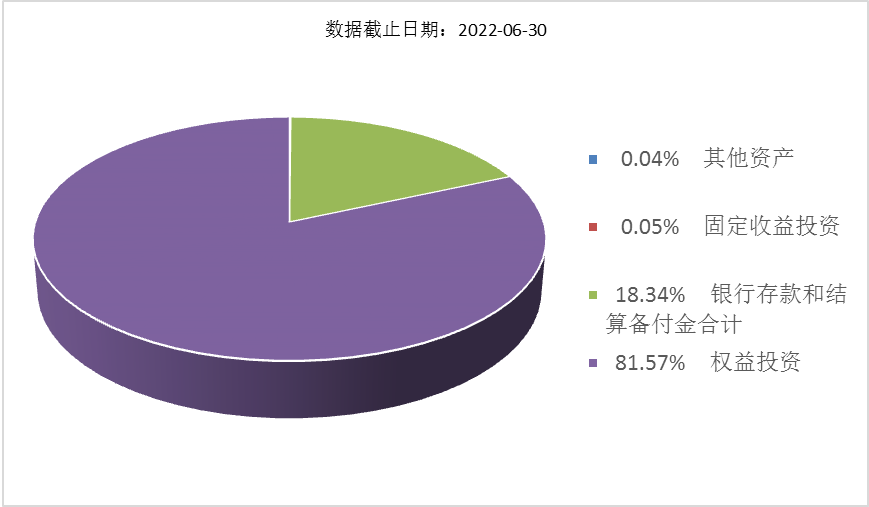 数据截止日期：2022-06-30
0.04% 其他资产
0.05% 固定收益投资
18.34% 银行存款和结
算备付金合计
81.57% 权益投资